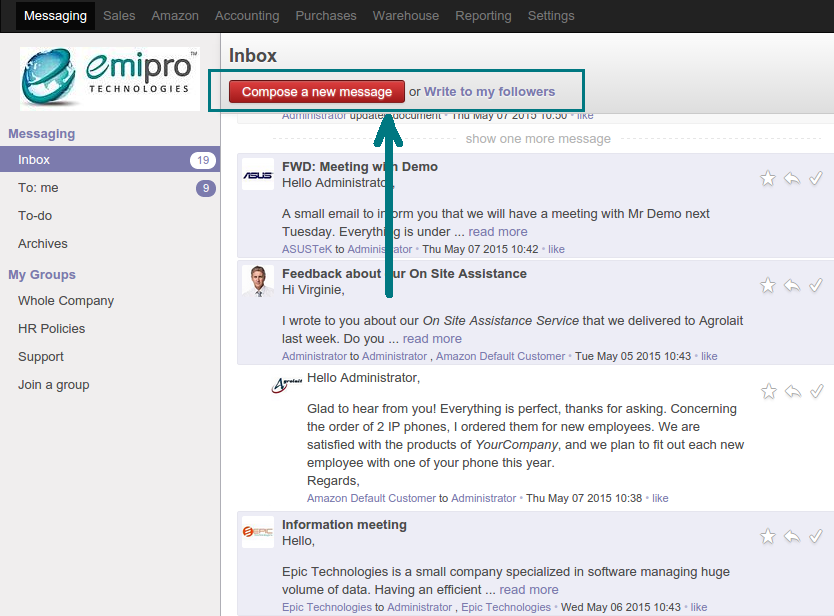 Messaging Sales Amazon Accounting Purchases Warehouse Reporting Settings
emipro™
TECHNOLOGIES
Messaging
Inbox 19
To: me 9
To-do
Archives
My Groups
Whole Company
HR Policies
Support
Join a group
Inbox
Compose a new message or Write to my followers
Administrator updated document • Thu May 07 2015 10:50 • like
show one more message
ASUS
FWD: Meeting with Demo
Hello Administrator,
A small email to inform you that we will have a meeting with Mr Demo next
Tuesday. Everything is under ... read more
ASUSTeK to Administrator • Thu May 07 2015 10:42 • like
Feedback about our On Site Assistance
Hi Virginie,
I wrote to you about our On Site Assistance Service that we delivered to Agrolait
last week. Do you ... read more
Administrator to Administrator , Amazon Default Customer • Tue May 05 2015 10:43 • like
Agrolait
Hello Administrator,
Glad to hear from you! Everything is perfect, thanks for asking. Concerning
the order of 2 IP phones, I ordered them for new employees. We are
satisfied with the products of YourCompany, and we plan to fit out each new
employee with one of your phone this year.
Regards,
Amazon Default Customer to Administrator • Thu May 07 2015 10:38 • like
EPIC
Information meeting
Hello,
Epic Technologies is a small company specialized in software managing huge
volume of data. Having an efficient ... read more
Epic Technologies to Administrator , Epic Technologies • Wed May 06 2015 10:43 • like